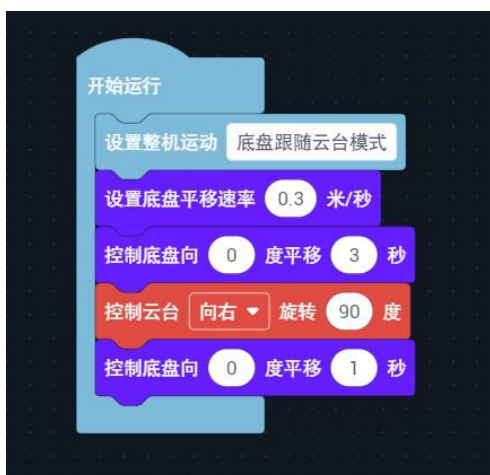 开始运行
设置整机运动 底盘跟随云台模式
设置底盘平移速率 0.3 米/秒
控制底盘向 0 度平移 3 秒
控制云台 向右 旋转 90 度
控制底盘向 0 度平移 1 秒